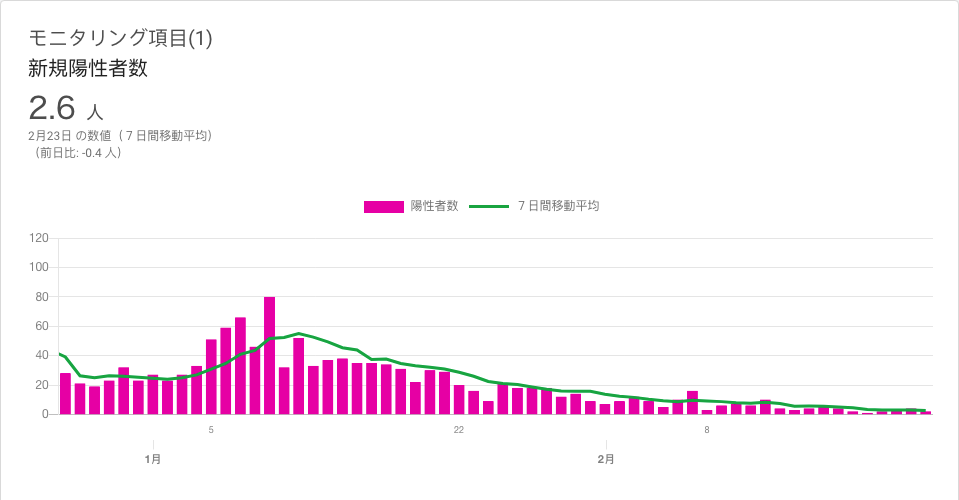 モニタリング項目(1)
新規陽性者数
2.6 人
2月23日 の数値（７日間移動平均）
（前日比: -0.4 人）
陽性者数 ７日間移動平均
120
100
80
60
40
20
0
5 22 8
1月 2月